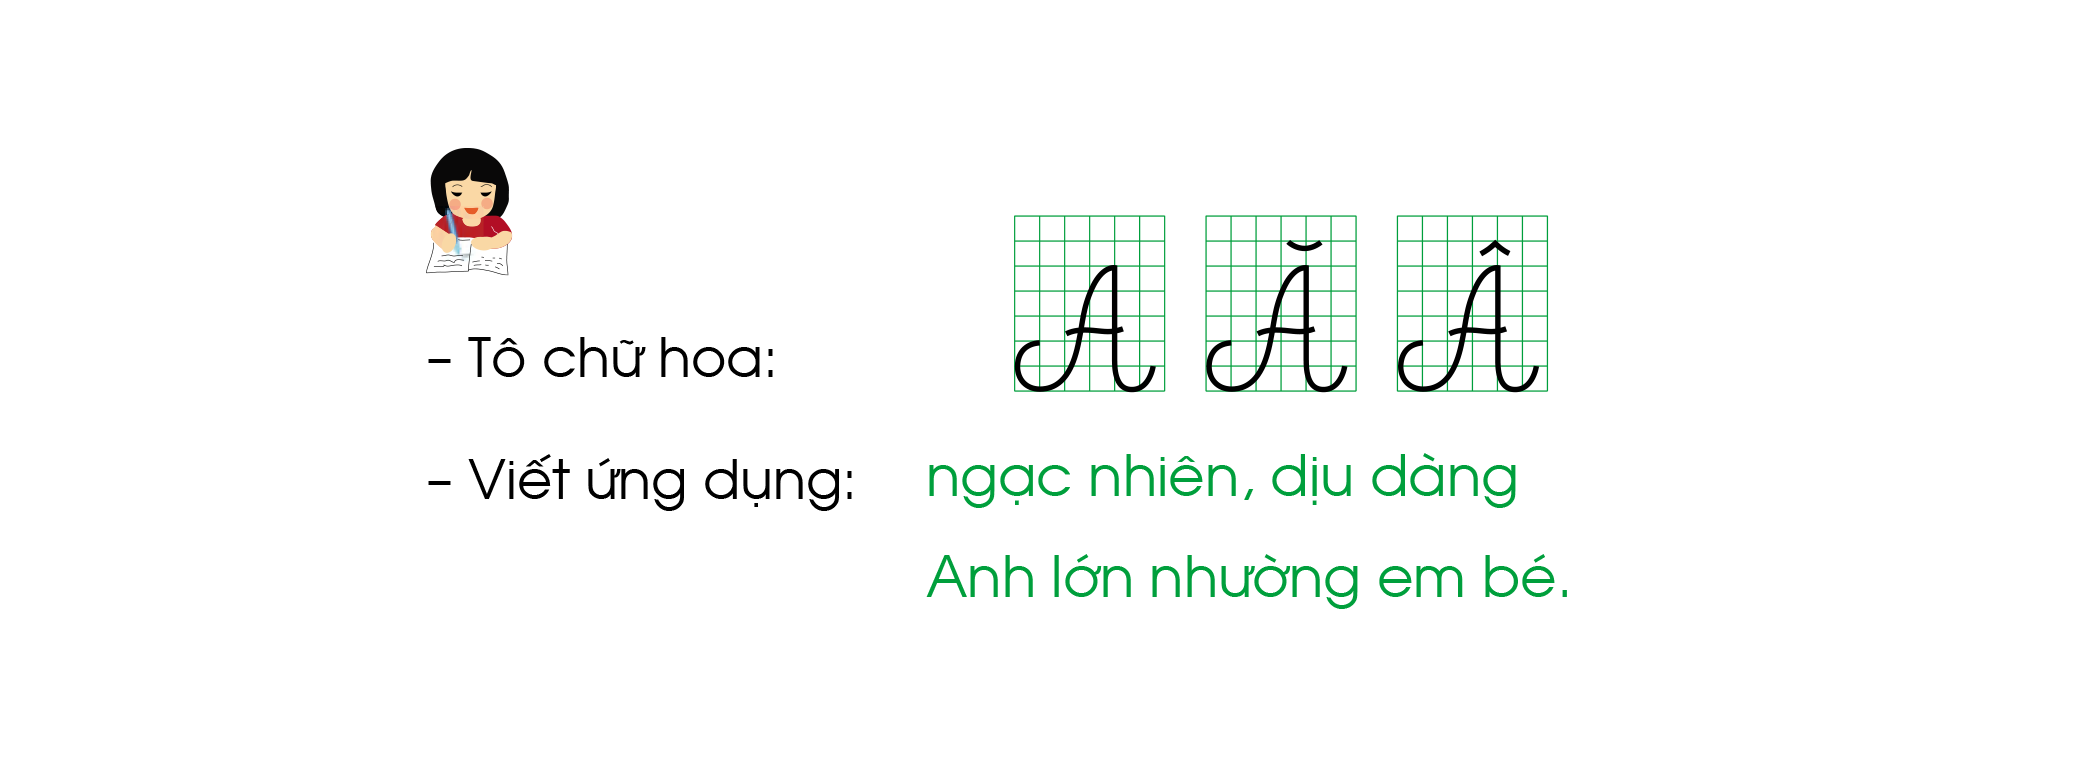 – Tô chữ hoa: A Ă Â
– Viết ứng dụng: ngạc nhiên, dịu dàng
Anh lớn nhường em bé.